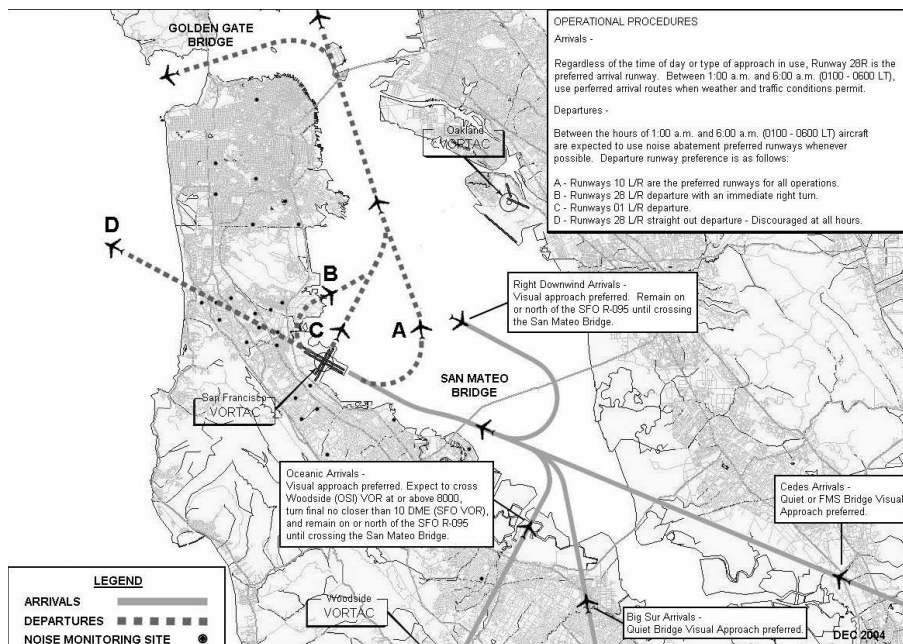 GOLDEN GATE
BRIDGE
OPERATIONAL PROCEDURES
Arrivals -
Regardless of the time of day or type of approach in use, Runway 28R is the
preferred arrival runway. Between 1:00 a.m. and 6:00 a.m. (0100 - 0600 LT),
use perferred arrival routes when weather and traffic conditions permit.
Departures -
Between the hours of 1:00 a.m. and 6:00 a.m. (0100 - 0600 LT) aircraft
are expected to use noise abatement preferred runways whenever
possible. Departure runway preference is as follows:
A - Runways 10 L/R are the preferred runways for all operations.
B - Runways 28 L/R departure with an immediate right turn.
C - Runways 01 L/R departure.
D - Runways 28 L/R straight out departure - Discouraged at all hours.
Oakland
VORTAC
D
B
C
A
Right Downwind Arrivals -
Visual approach preferred. Remain on
or north of the SFO R-095 until crossing
the San Mateo Bridge.
SAN MATEO
BRIDGE
San Francisco
VORTAC
Oceanic Arrivals -
Visual approach preferred. Expect to cross
Woodside (OSI) VOR at or above 8000,
turn final no closer than 10 DME (SFO VOR),
and remain on or north of the SFO R-095
until crossing the San Mateo Bridge.
Cedes Arrivals -
Quiet or FMS Bridge Visual
Approach preferred.
LEGEND
ARRIVALS
DEPARTURES
NOISE MONITORING SITE
Woodside
VORTAC
Big Sur Arrivals -
Quiet Bridge Visual Approach preferred.
DEC 2004